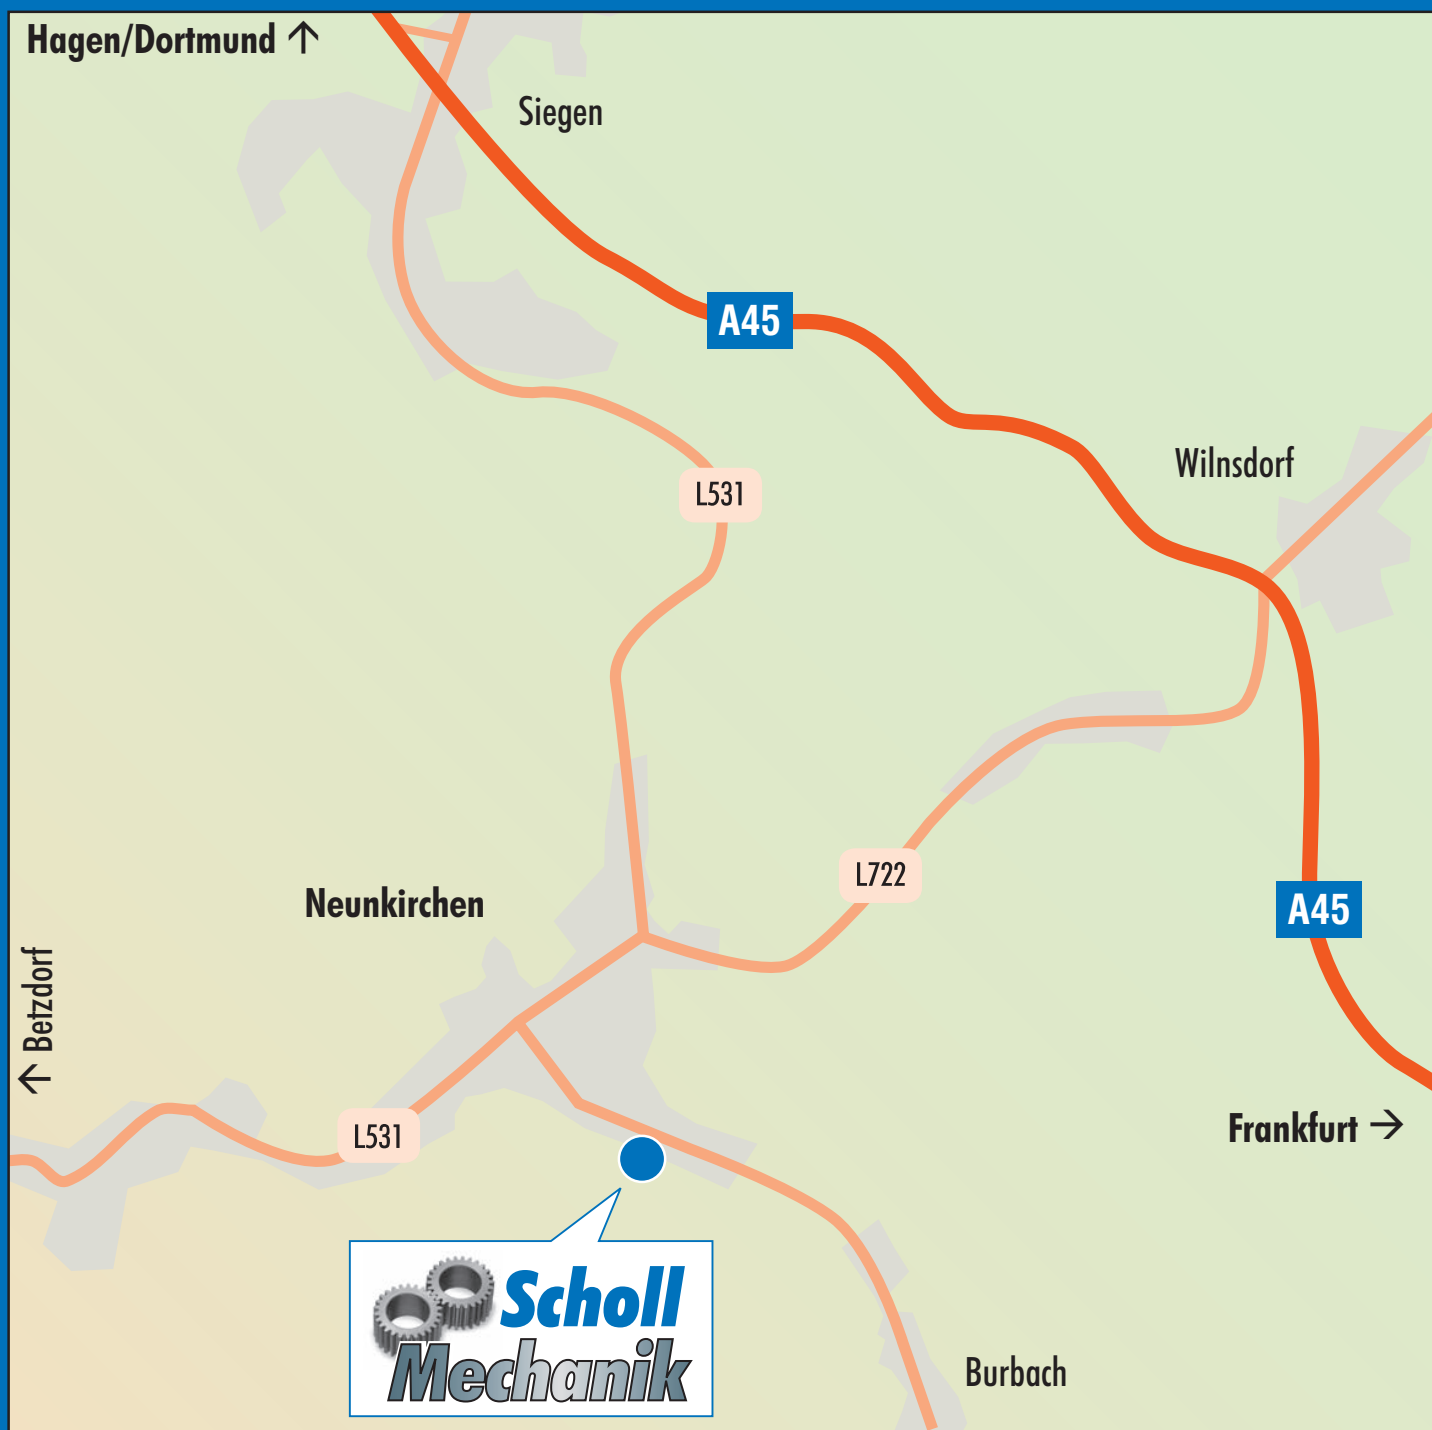 Hagen/Dortmund ↑
Siegen
A45
Wilnsdorf
L531
L722
Neunkirchen
A45
← Betzdorf
Frankfurt →
L531
Scholl
Mechanik
Burbach